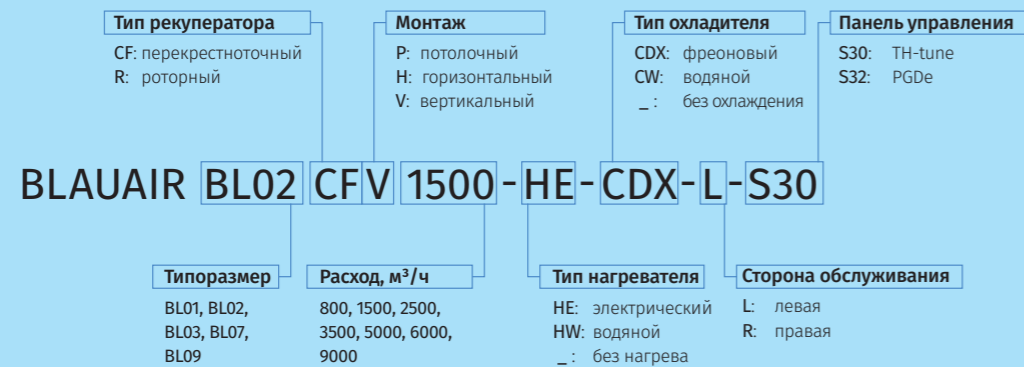 Тип рекуператора
CF: перекрестноточный
R: роторный
Монтаж
P: потолочный
H: горизонтальный
V: вертикальный
Тип охладителя
CDX: фреоновый
CW: водяной
_ : без охлаждения
Панель управления
S30: TH-tune
S32: PGDe
BLAUAIR BL02 CFV 1500-HE-CDX-L-S30
Типоразмер
BL01, BL02,
BL03, BL07,
BL09
Расход, м³/ч
800, 1500, 2500,
3500, 5000, 6000,
9000
Тип нагревателя
HE: электрический
HW: водяной
_ : без нагрева
Сторона обслуживания
L: левая
R: правая